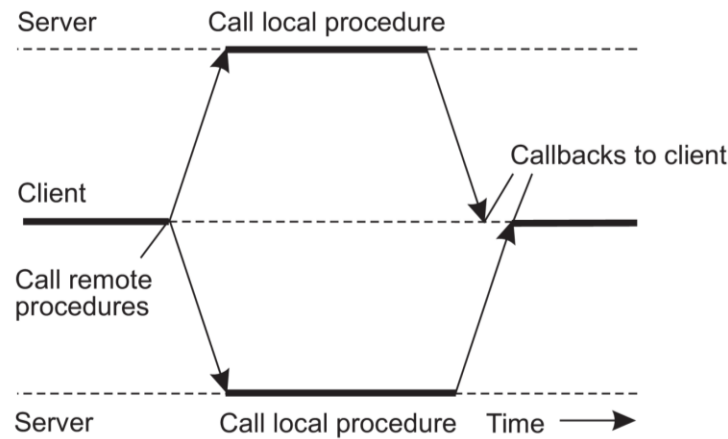 Server
Call local procedure
Callbacks to client
Client
Call remote
procedures
Server
Call local procedure
Time